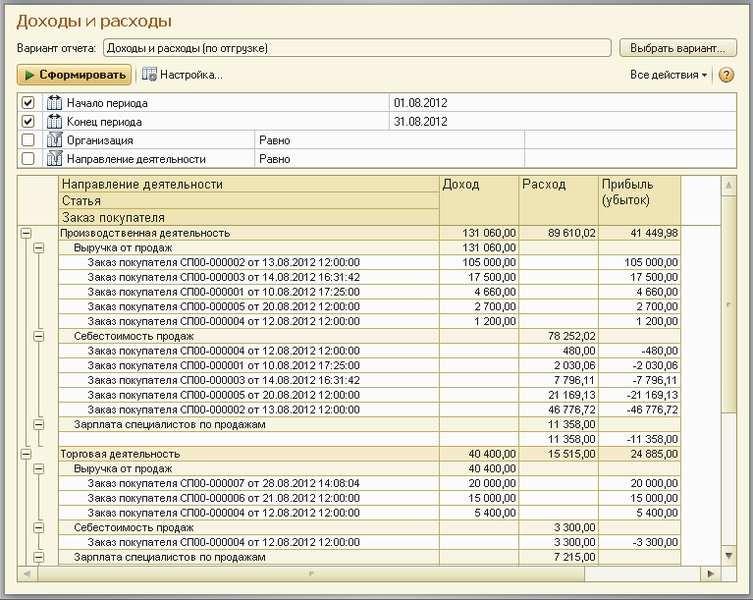 Доходы и расходы
Вариант отчета: Доходы и расходы (по отгрузке) Выбрать вариант...
Сформировать Настройка... Все действия ?
Начало периода 01.08.2012
Конец периода 31.08.2012
Организация Равно
Направление деятельности Равно
Направление деятельности Доход Расход Прибыль (убыток)
Статья
Заказ покупателя
Производственная деятельность 131 060,00 89 610,02 41 449,98
Выручка от продаж 131 060,00
Заказ покупателя СП00-000002 от 13.08.2012 12:00:00 105 000,00 105 000,00
Заказ покупателя СП00-000003 от 14.08.2012 16:31:42 17 500,00 17 500,00
Заказ покупателя СП00-000001 от 10.08.2012 17:25:00 4 660,00 4 660,00
Заказ покупателя СП00-000005 от 20.08.2012 12:00:00 2 700,00 2 700,00
Заказ покупателя СП00-000004 от 12.08.2012 12:00:00 1 200,00 1 200,00
Себестоимость продаж 78 252,02
Заказ покупателя СП00-000004 от 12.08.2012 12:00:00 480,00 -480,00
Заказ покупателя СП00-000001 от 10.08.2012 17:25:00 2 030,06 -2 030,06
Заказ покупателя СП00-000003 от 14.08.2012 16:31:42 7 796,11 -7 796,11
Заказ покупателя СП00-000005 от 20.08.2012 12:00:00 21 169,13 -21 169,13
Заказ покупателя СП00-000002 от 13.08.2012 12:00:00 46 776,72 -46 776,72
Зарплата специалистов по продажам 11 358,00
11 358,00 -11 358,00
Торговая деятельность 40 400,00 15 515,00 24 885,00
Выручка от продаж 40 400,00
Заказ покупателя СП00-000007 от 28.08.2012 14:08:04 20 000,00 20 000,00
Заказ покупателя СП00-000006 от 21.08.2012 12:00:00 15 000,00 15 000,00
Заказ покупателя СП00-000004 от 12.08.2012 12:00:00 5 400,00 5 400,00
Себестоимость продаж 3 300,00
Заказ покупателя СП00-000004 от 12.08.2012 12:00:00 3 300,00 -3 300,00
Зарплата специалистов по продажам 7 215,00